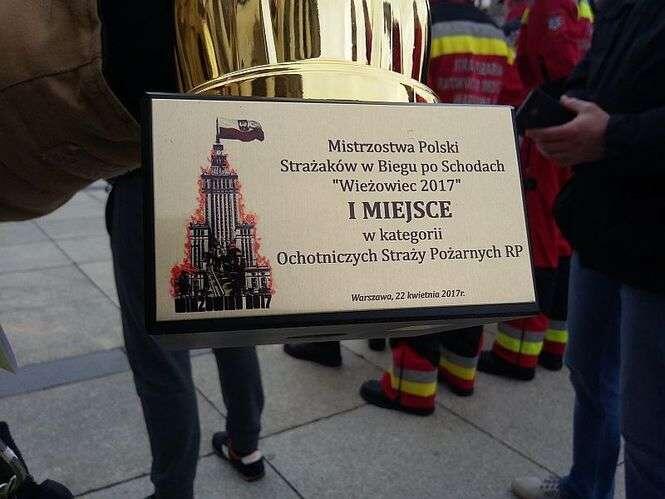 Mistrzostwa Polski
Strażaków w Biegu po Schodach
"Wieżowiec 2017"
I MIEJSCE
w kategorii
Ochotniczych Straży Pożarnych RP
Warszawa, 22 kwietnia 2017r.